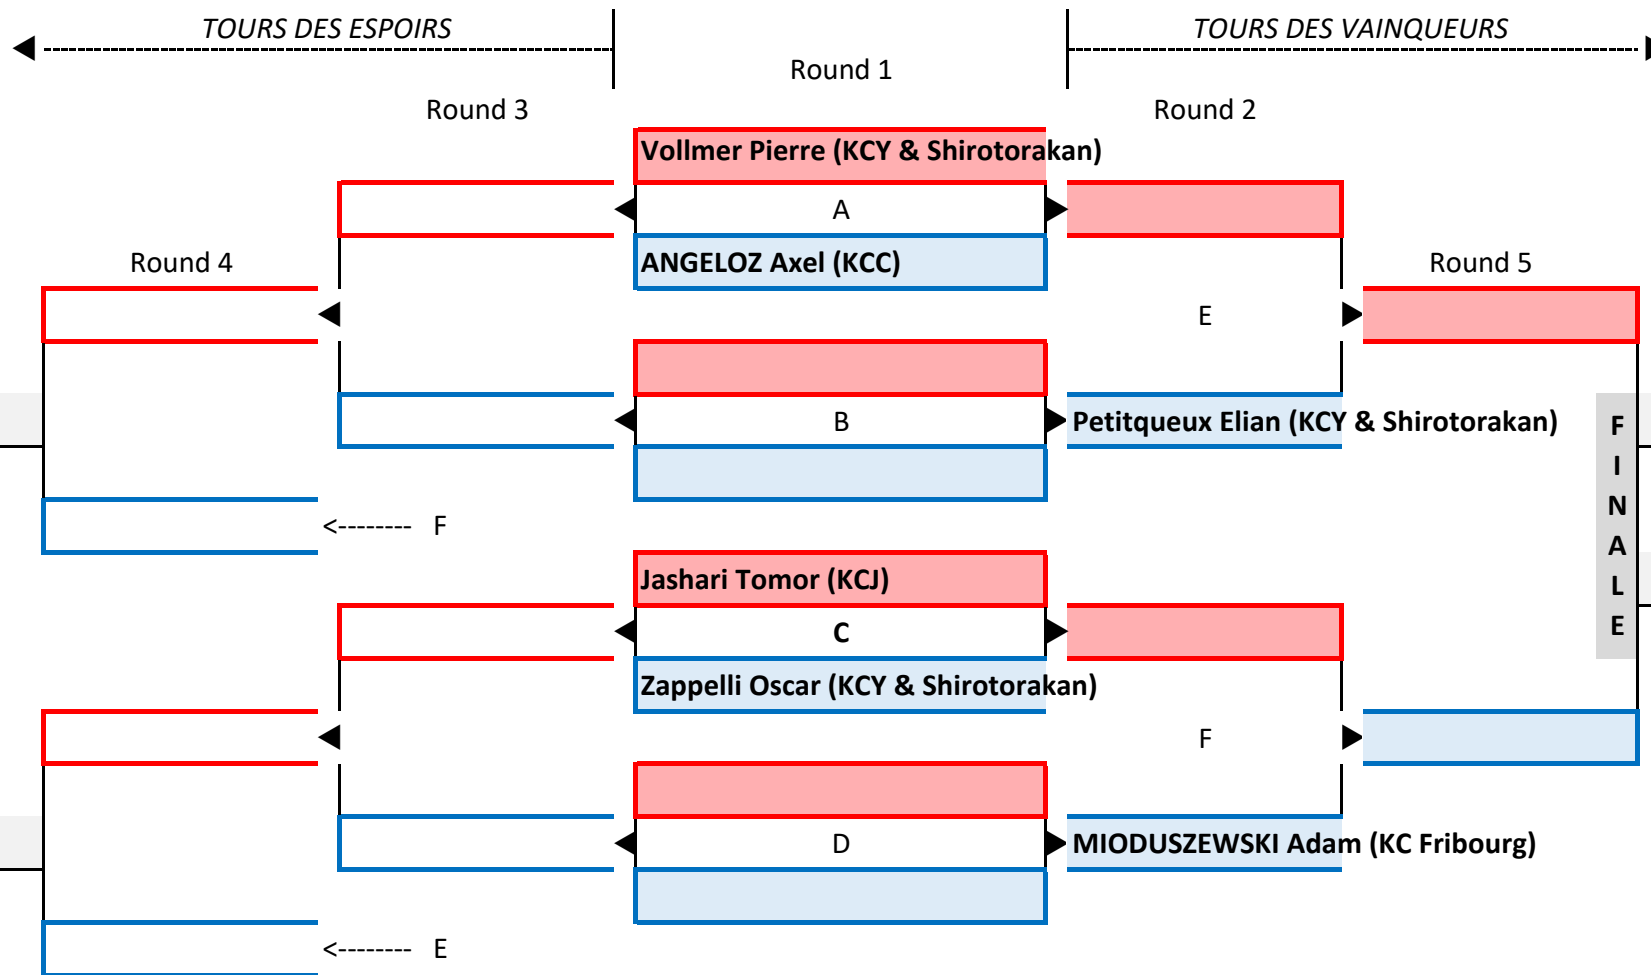 TOURS DES ESPOIRS
TOURS DES VAINQUEURS
Round 1
Round 3
Round 2
Vollmer Pierre (KCY & Shirotorakan)
A
ANGELOZ Axel (KCC)
Round 4
Round 5
E
B
Petitqueux Elian (KCY & Shirotorakan)
FINALE
<-------- F
Jashari Tomor (KCJ)
C
Zappelli Oscar (KCY & Shirotorakan)
F
D
MIODUSZEWSKI Adam (KC Fribourg)
<-------- E